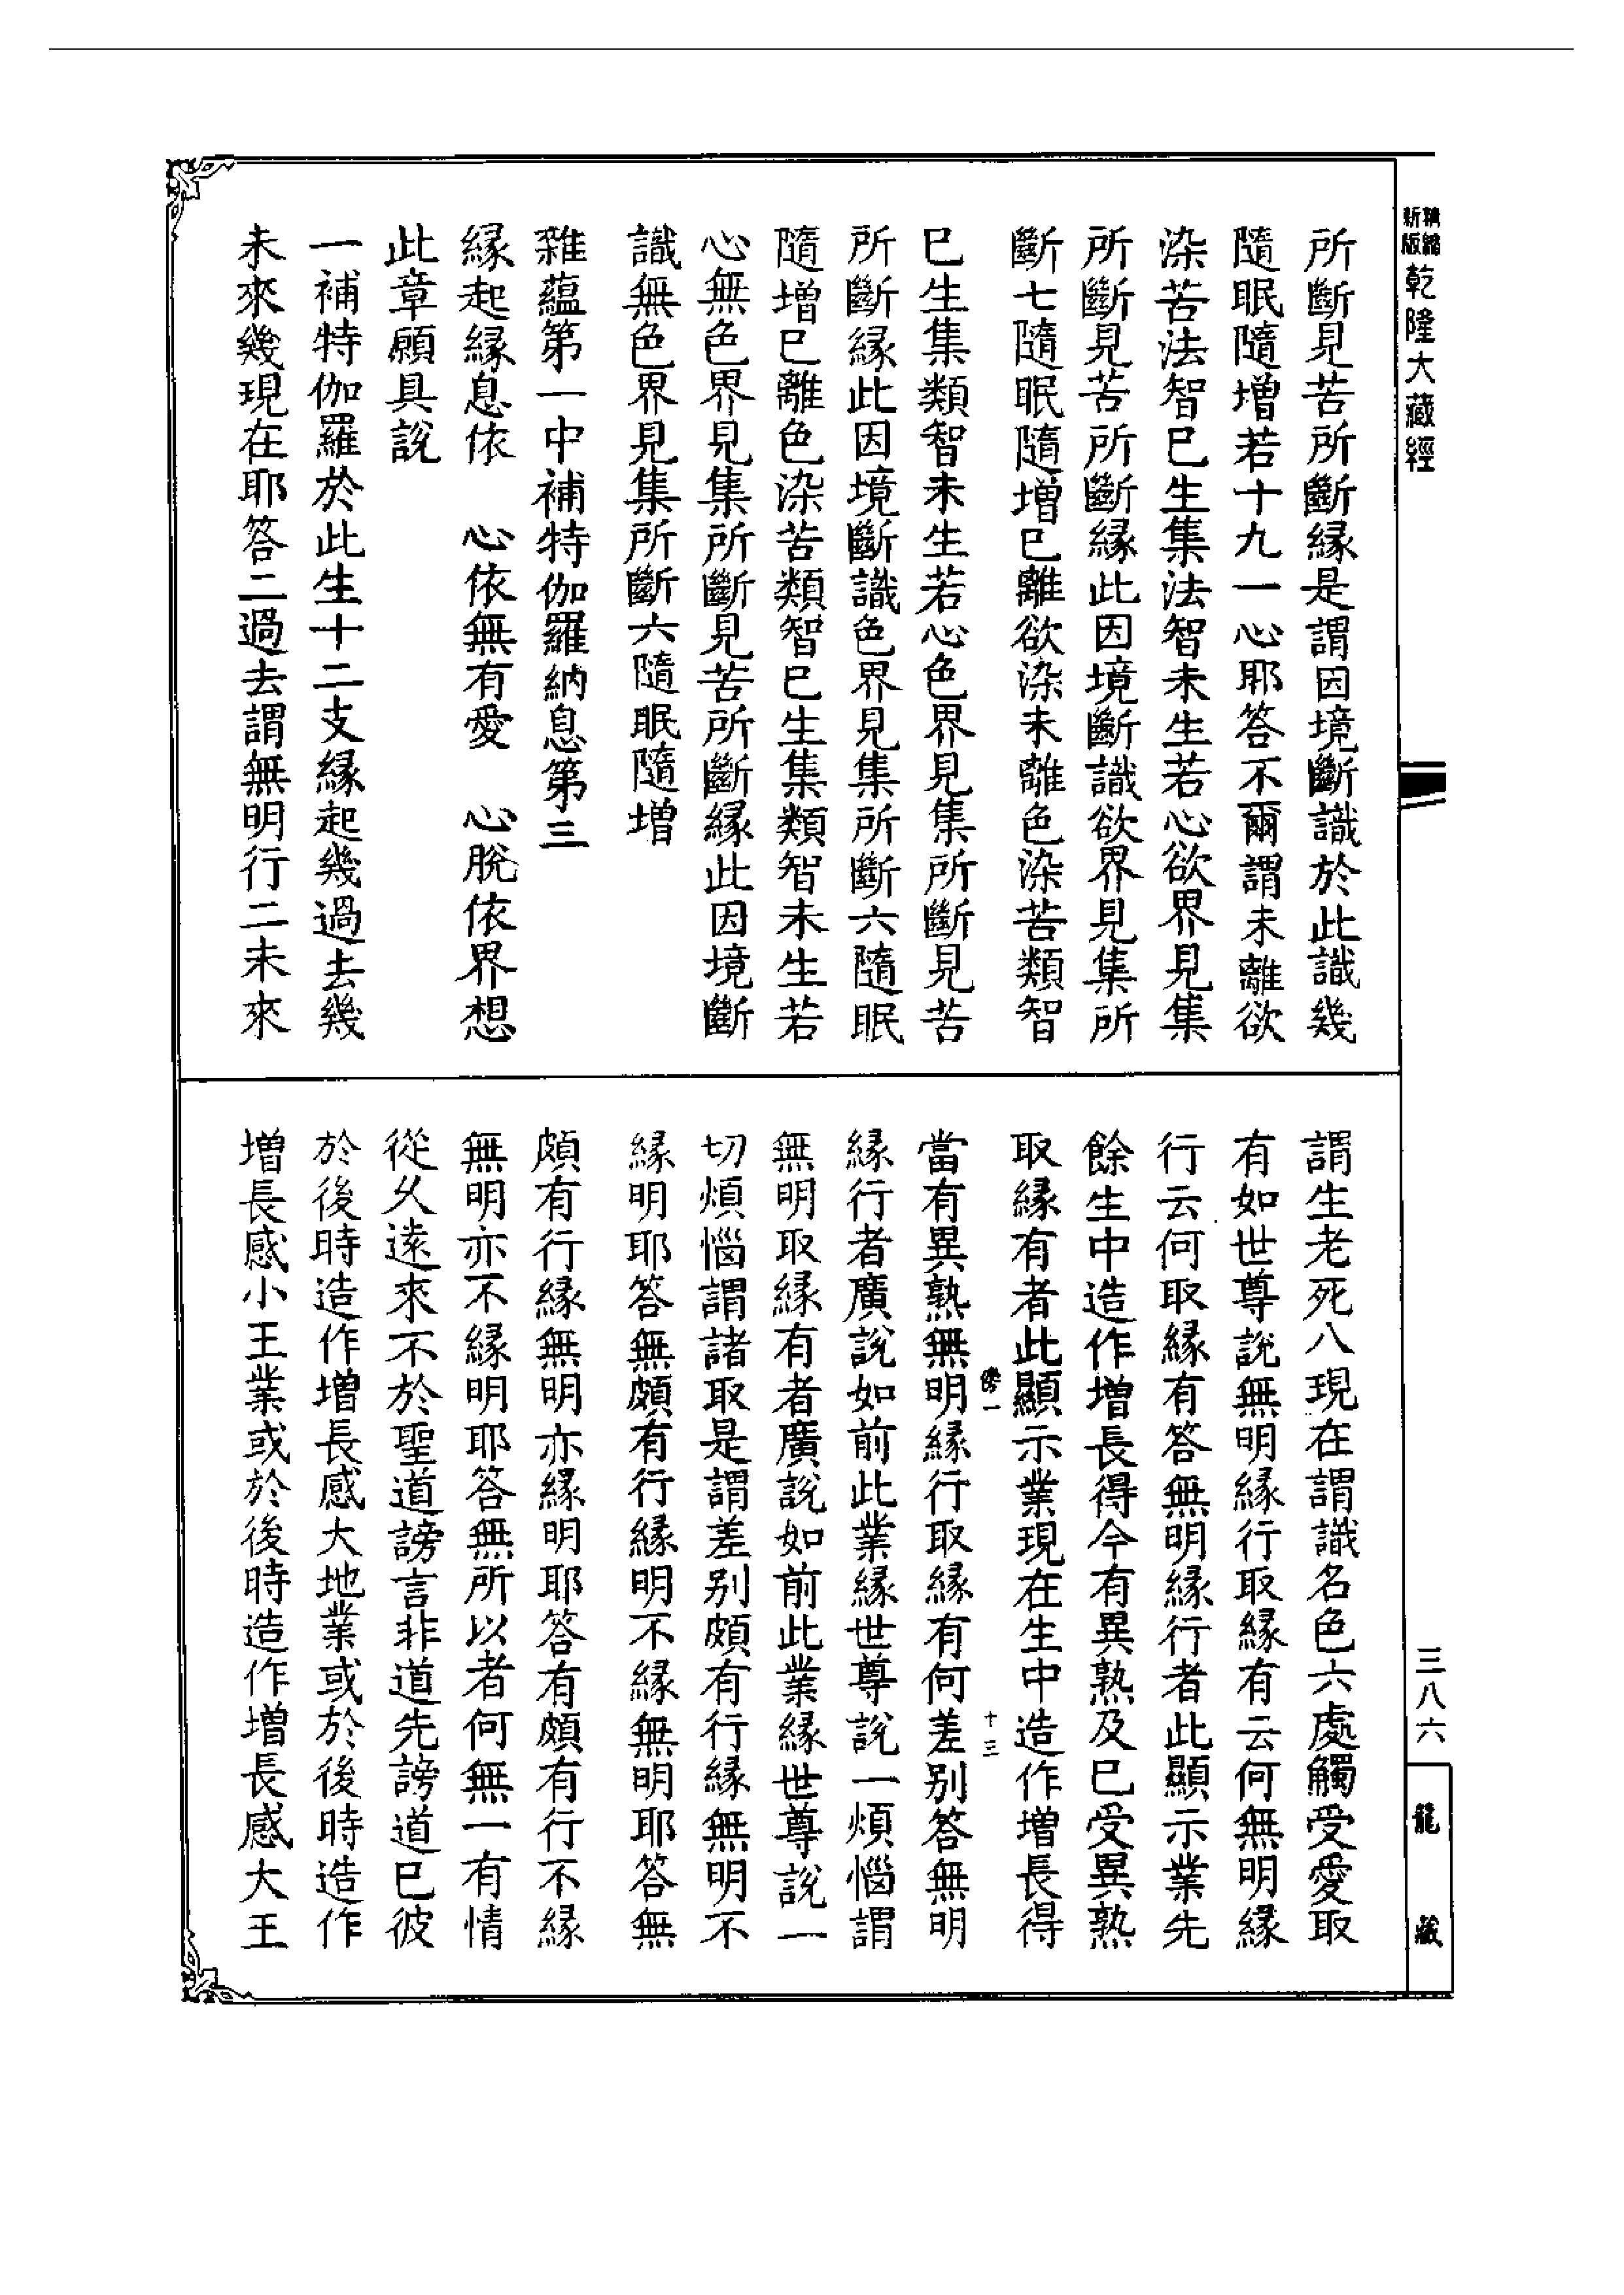 精縮新版
乾隆大藏經
三八六
龍藏
所斷見苦所斷緣是謂因境斷識於此識幾
隨眠隨增若十九一心耶答不爾謂未離欲
染苦法智已生集法智未生若心欲界見集
所斷見苦所斷緣此因境斷識欲界見集所
斷七隨眠隨增已離欲染未離色染苦類智
已生集類智未生若心色界見集所斷見苦
所斷緣此因境斷識色界見集所斷六隨眠
隨增已離色染苦類智已生集類智未生若
心無色界見集所斷見苦所斷緣此因境斷
識無色界見集所斷六隨眠隨增
雜蘊第一中補特伽羅納息第三
緣起緣息依　心依無有愛　心脫依界想
此章願具說
一補特伽羅於此生十二支緣起幾過去幾
未來幾現在耶答二過去謂無明行二未來
謂生老死八現在謂識名色六處觸受愛取
有如世尊說無明緣行取緣有云何無明緣
行云何取緣有答無明緣行者此顯示業先
餘生中造作增長得今有異熟及已受異熟
取緣有者此顯示業現在生中造作增長得
十三
當有異熟無明緣行取緣有何差別答無明
緣行者廣說如前此業緣世尊說一煩惱謂
無明取緣有者廣說如前此業緣世尊說一
切煩惱謂諸取是謂差別頗有行緣無明不
緣明耶答無頗有行緣明不緣無明耶答無
頗有行緣無明亦緣明耶答有頗有行不緣
無明亦不緣明耶答無所以者何無一有情
從久遠來不於聖道謗言非道先謗道已彼
於後時造作增長感大地業或於後時造作
增長感小王業或於後時造作增長感大王